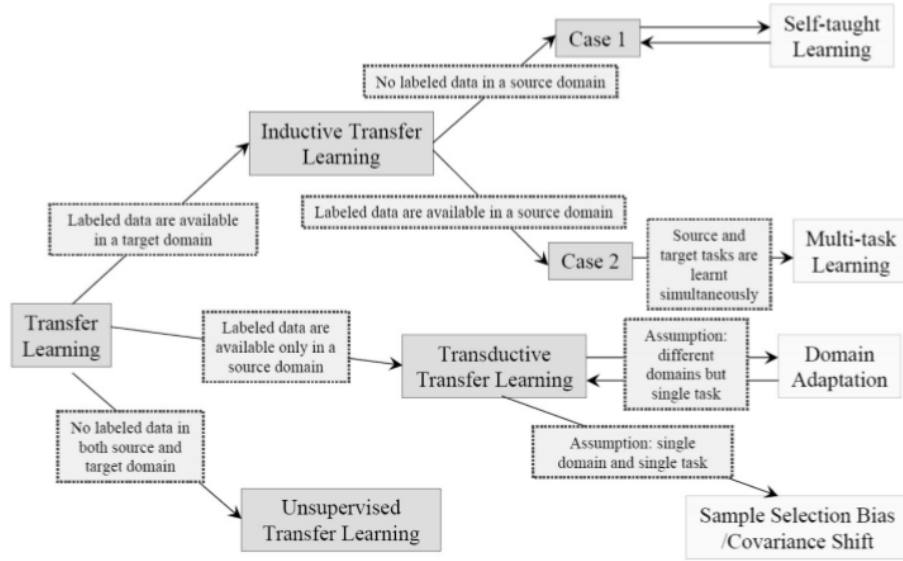 Case 1
Self-taught
Learning
No labeled data in a source domain
Inductive Transfer
Learning
Labeled data are available
in a target domain
Labeled data are available in a source domain
Case 2
Source and
target tasks are
learnt
simultaneously
Multi-task
Learning
Transfer
Learning
Labeled data are
available only in a
source domain
Transductive
Transfer Learning
Assumption:
different
domains but
single task
Domain
Adaptation
No labeled data in
both source and
target domain
Assumption: single
domain and single task
Unsupervised
Transfer Learning
Sample Selection Bias
/Covariance Shift